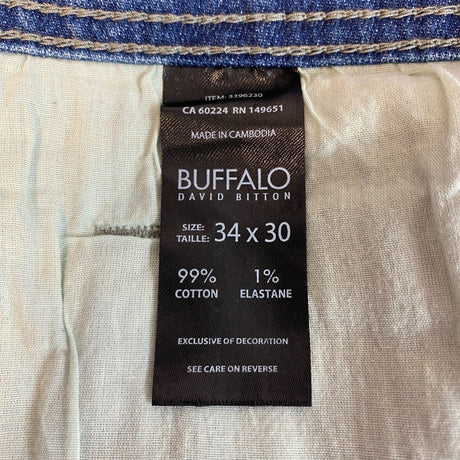 ITEM: 3396230
CA 60224 RN 149651
MADE IN CAMBODIA
BUFFALO
DAVID BITTON
SIZE:
TAILLE: 34 x 30
99% 1%
COTTON ELASTANE
EXCLUSIVE OF DECORATION
SEE CARE ON REVERSE